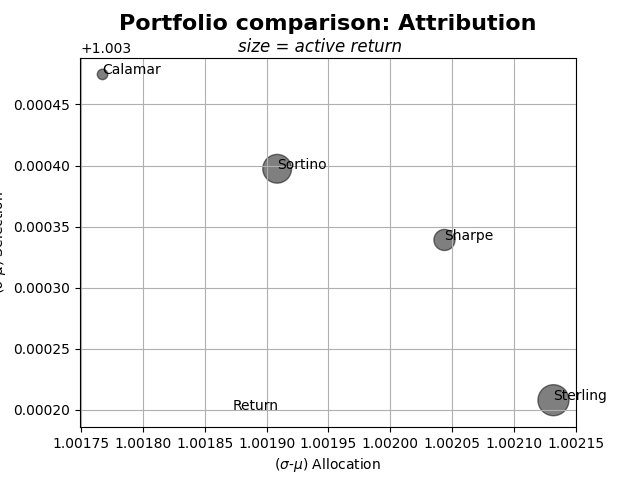 Portfolio comparison: Attribution
size = active return
+1.003
Calamar
0.00045
0.00040
Sortino
0.00035
Sharpe
0.00030
0.00025
Sterling
0.00020
Return
1.00175 1.00180 1.00185 1.00190 1.00195 1.00200 1.00205 1.00210 1.00215
(σ-μ) Allocation